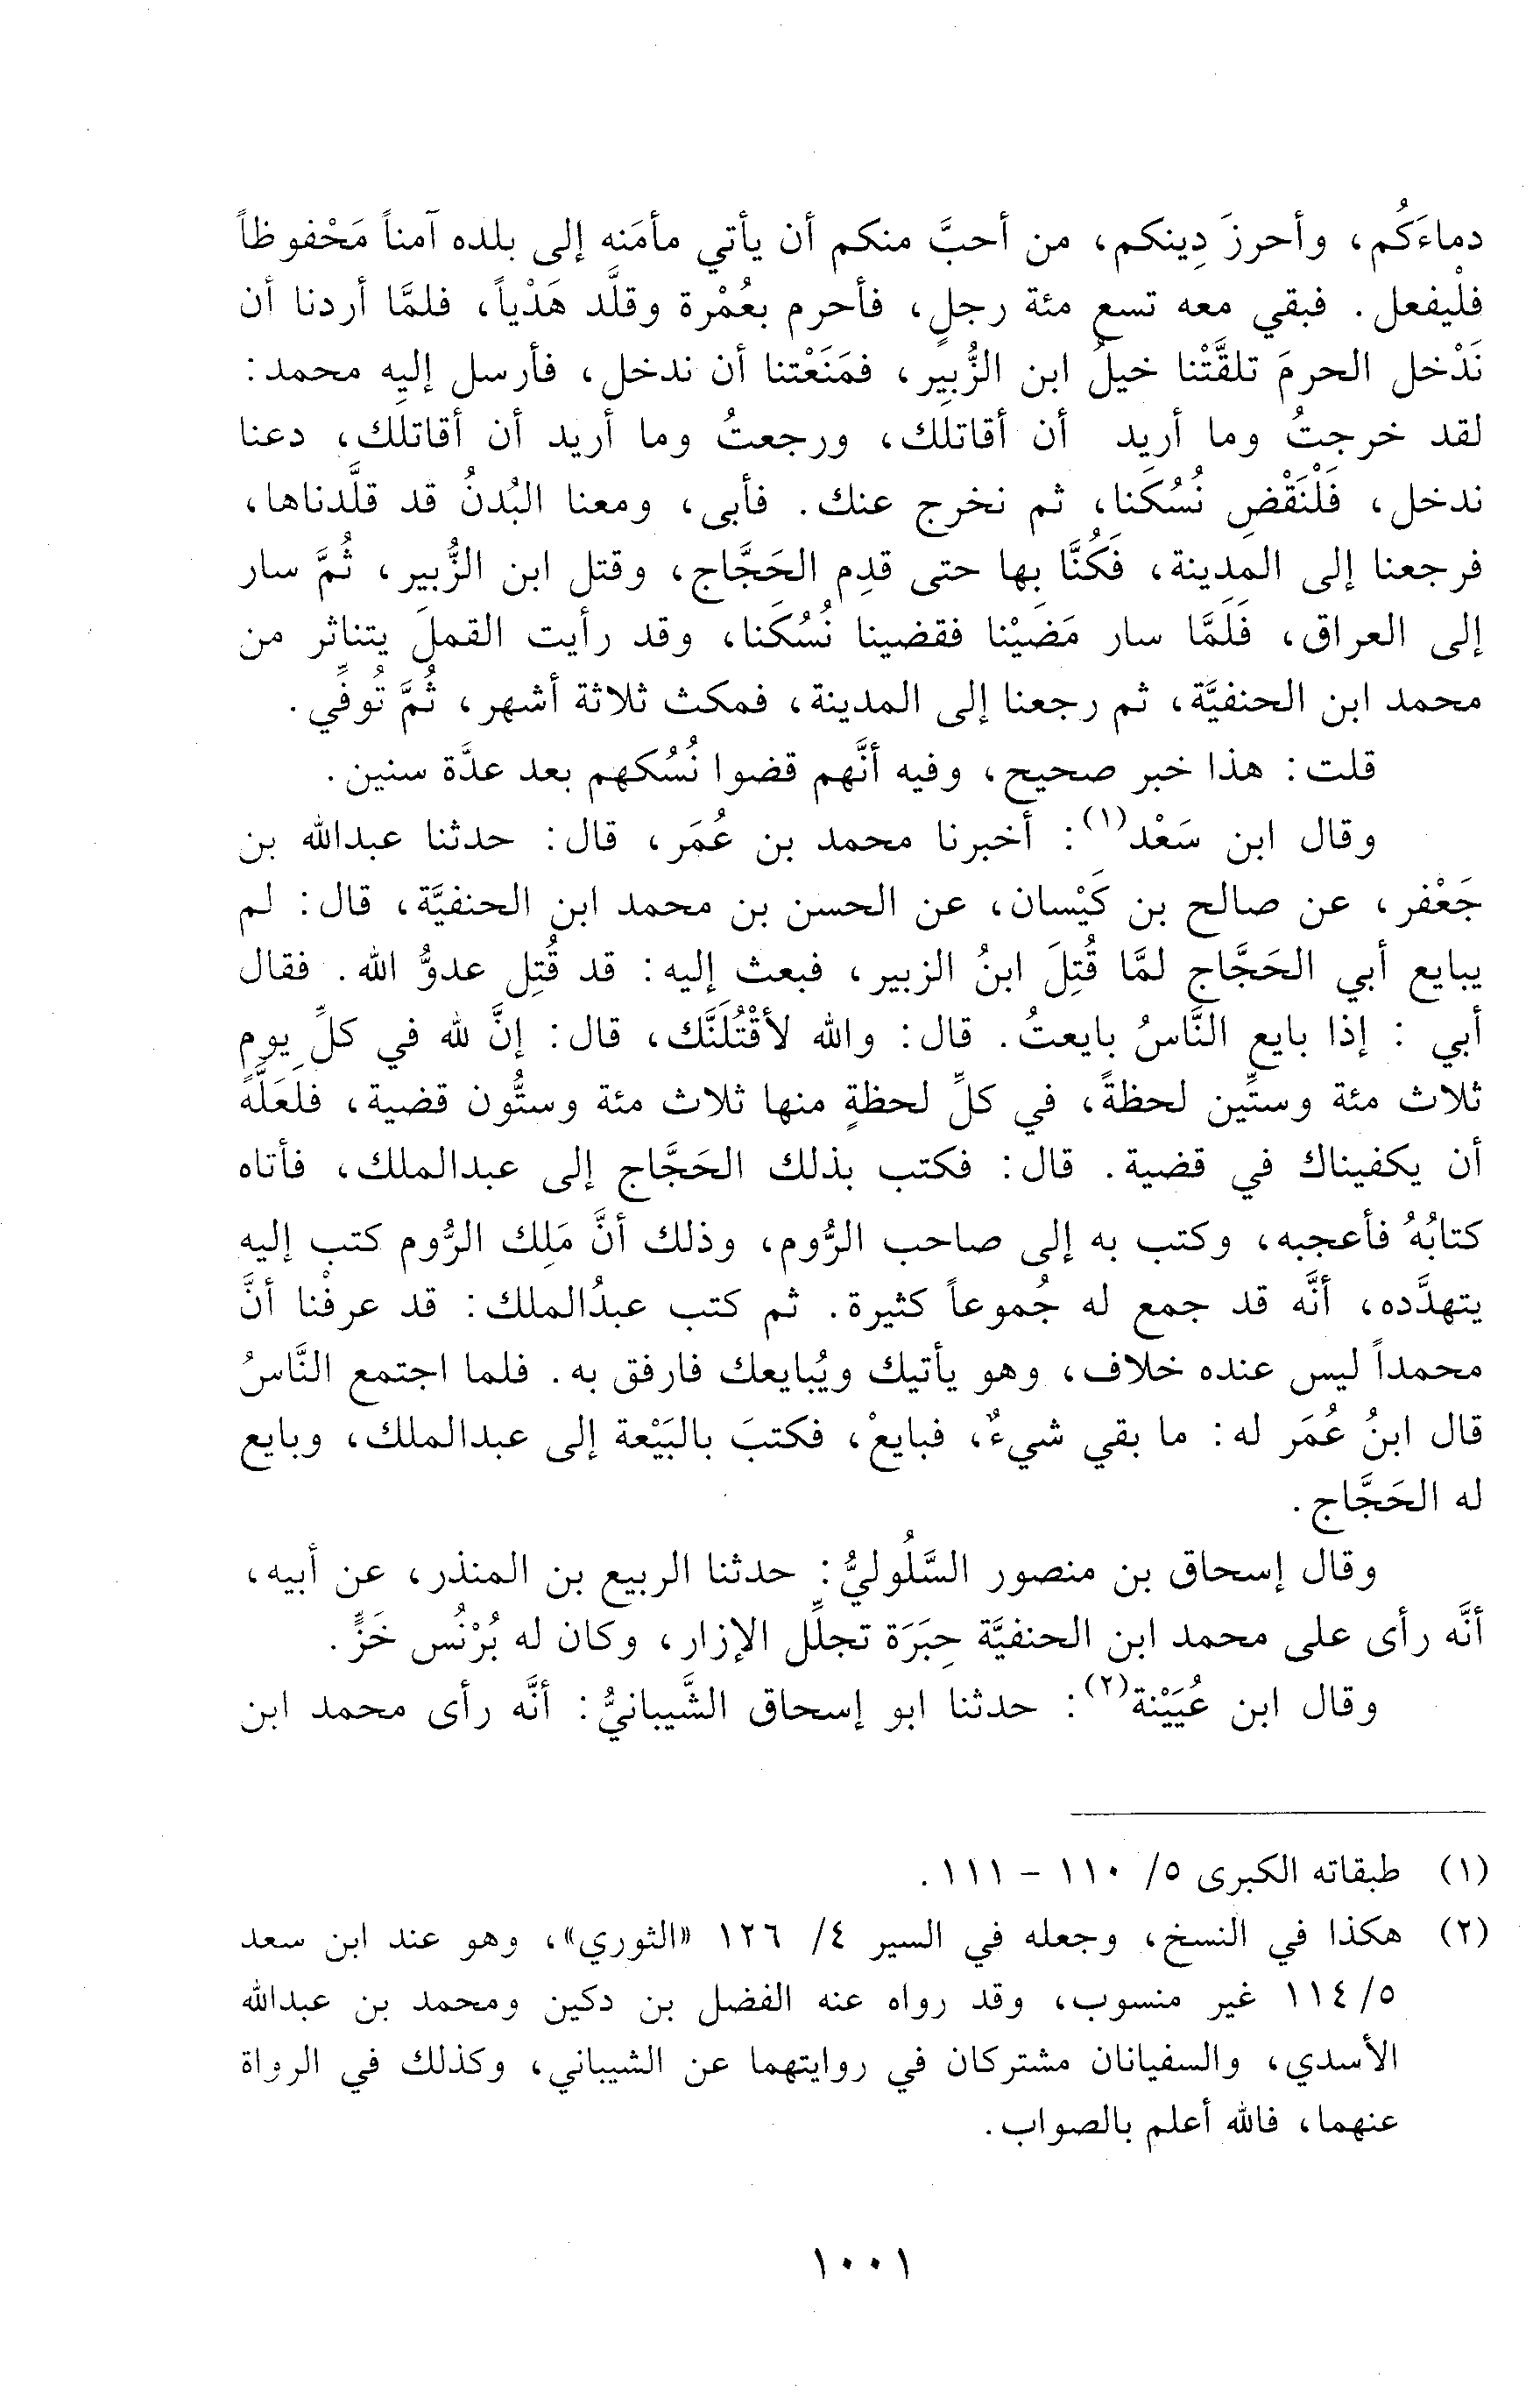 دماءَكُم، وأحرزَ دِينكم، من أحبَّ منكم أن يأتي مأمَنه إلى بلده آمناً مَحْفوظاً
فلْيفعل. فبقي معه تسع مئة رجلٍ، فأحرم بعُمْرة وقلَّد هَدْياً، فلمَّا أردنا أن
نَدْخل الحرمَ تلقَّتْنا خيلُ ابن الزُّبير، فمَنَعْتنا أن ندخل، فأرسل إليه محمد:
لقد خرجتُ وما أريد أن أقاتلَك، ورجعتُ وما أريد أن أقاتلَك، دعنا
ندخل، فَلْنَقْضِ نُسُكَنا، ثم نخرج عنك. فأبى، ومعنا البُدنُ قد قلَّدناها،
فرجعنا إلى المدينة، فَكُنَّا بها حتى قدِم الحَجَّاج، وقتل ابن الزُّبير، ثُمَّ سار
إلى العراق، فَلَمَّا سار مَضَيْنا فقضينا نُسُكَنا، وقد رأيت القملَ يتناثر من
محمد ابن الحنفيَّة، ثم رجعنا إلى المدينة، فمكث ثلاثة أشهر، ثُمَّ تُوفِّي.
قلت: هذا خبر صحيح، وفيه أنَّهم قضوا نُسُكهم بعد عدَّة سنين.
وقال ابن سَعْد(١): أخبرنا محمد بن عُمَر، قال: حدثنا عبدالله بن
جَعْفر، عن صالح بن كَيْسان، عن الحسن بن محمد ابن الحنفيَّة، قال: لم
يبايع أبي الحَجَّاج لمَّا قُتِلَ ابنُ الزبير، فبعث إليه: قد قُتِل عدوُّ الله. فقال
أبي : إذا بايع النَّاسُ بايعتُ. قال: والله لأقْتُلَنَّك، قال: إنَّ لله في كلِّ يومٍ
ثلاث مئة وستِّين لحظةً، في كلِّ لحظةٍ منها ثلاث مئة وستُّون قضية، فلعَلَّهُ
أن يكفيناك في قضية. قال: فكتب بذلك الحَجَّاج إلى عبدالملك، فأتاه
كتابُهُ فأعجبه، وكتب به إلى صاحب الرُّوم، وذلك أنَّ مَلِك الرُّوم كتب إليه
يتهدَّده، أنَّه قد جمع له جُموعاً كثيرة. ثم كتب عبدُالملك: قد عرفْنا أنَّ
محمداً ليس عنده خلاف، وهو يأتيك ويُبايعك فارفق به. فلما اجتمع النَّاسُ
قال ابنُ عُمَر له: ما بقي شيءٌ، فبايعْ، فكتبَ بالبَيْعة إلى عبدالملك، وبايع
له الحَجَّاج.
وقال إسحاق بن منصور السَّلُوليُّ: حدثنا الربيع بن المنذر، عن أبيه،
أنَّه رأى على محمد ابن الحنفيَّة حِبَرَة تجلِّل الإزار، وكان له بُرْنُس خَزٍّ.
وقال ابن عُيَيْنة(٢): حدثنا ابو إسحاق الشَّيبانيُّ: أنَّه رأى محمد ابن
(١) طبقاته الكبرى ٥/ ١١٠ - ١١١.
(٢) هكذا في النسخ، وجعله في السير ٤/ ١٢٦ «الثوري»، وهو عند ابن سعد
٥/ ١١٤ غير منسوب، وقد رواه عنه الفضل بن دكين ومحمد بن عبدالله
الأسدي، والسفيانان مشتركان في روايتهما عن الشيباني، وكذلك في الرواة
عنهما، فالله أعلم بالصواب.
١٠٠١